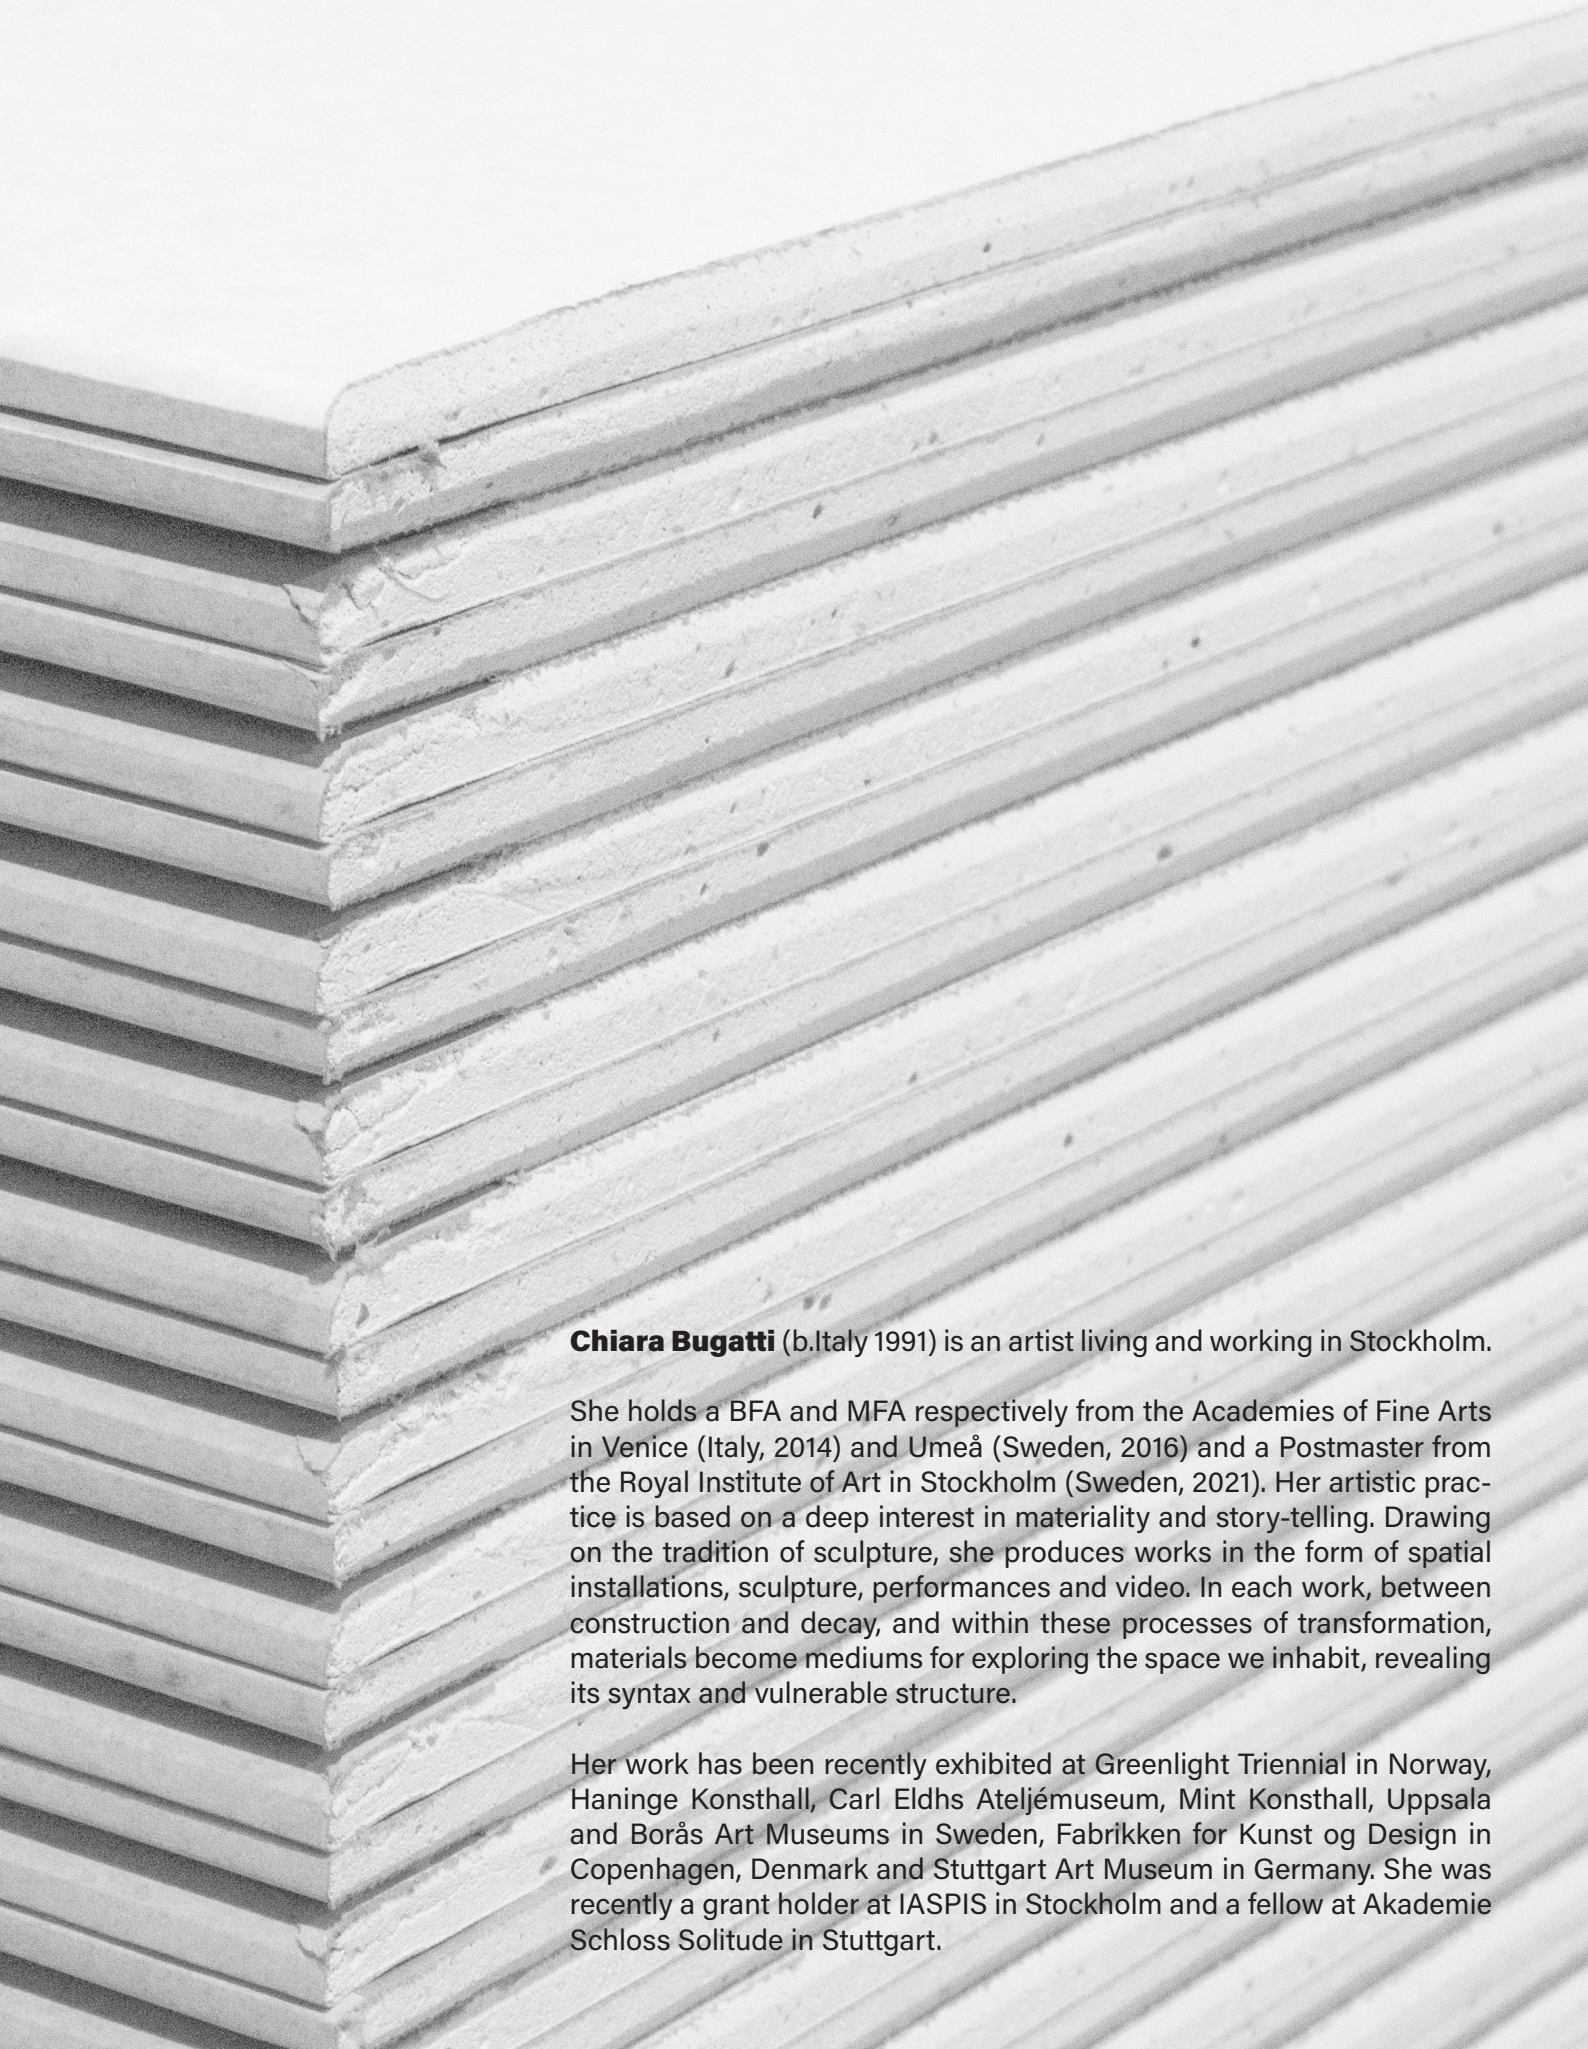 Chiara Bugatti (b.Italy 1991) is an artist living and working in Stockholm.
She holds a BFA and MFA respectively from the Academies of Fine Arts
in Venice (Italy, 2014) and Umeå (Sweden, 2016) and a Postmaster from
the Royal Institute of Art in Stockholm (Sweden, 2021). Her artistic prac-
tice is based on a deep interest in materiality and story-telling. Drawing
on the tradition of sculpture, she produces works in the form of spatial
installations, sculpture, performances and video. In each work, between
construction and decay, and within these processes of transformation,
materials become mediums for exploring the space we inhabit, revealing
its syntax and vulnerable structure.
Her work has been recently exhibited at Greenlight Triennial in Norway,
Haninge Konsthall, Carl Eldhs Ateljémuseum, Mint Konsthall, Uppsala
and Borås Art Museums in Sweden, Fabrikken for Kunst og Design in
Copenhagen, Denmark and Stuttgart Art Museum in Germany. She was
recently a grant holder at IASPIS in Stockholm and a fellow at Akademie
Schloss Solitude in Stuttgart.